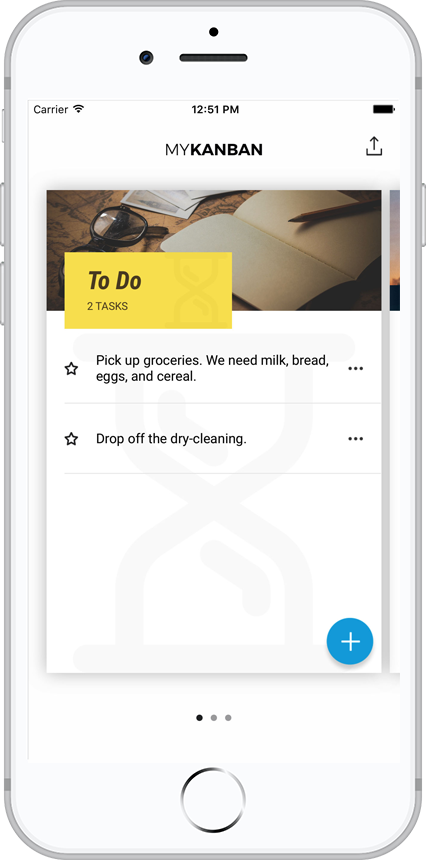 Carrier 12:51 PM
MYKANBAN
To Do
2 TASKS
Pick up groceries. We need milk, bread,
eggs, and cereal.
Drop off the dry-cleaning.